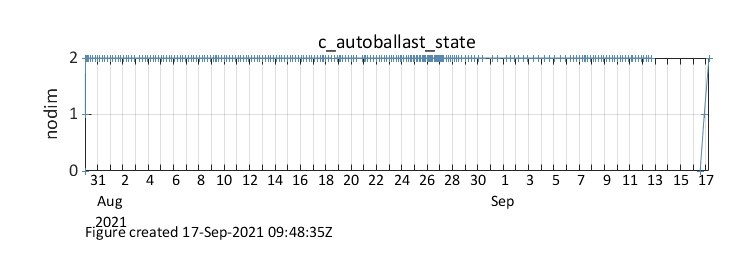 c_autoballast_state
nodim
2
1
0
31 2 4 6 8 10 12 14 16 18 20 22 24 26 28 30 1 3 5 7 9 11 13 15 17
Aug Sep
2021
Figure created 17-Sep-2021 09:48:35Z